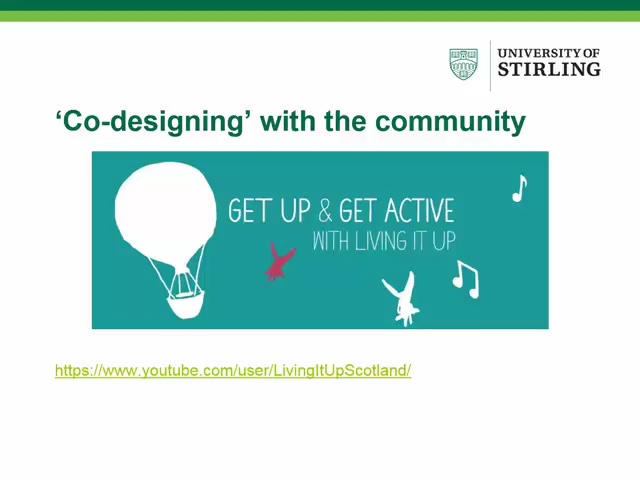 UNIVERSITY OF
STIRLING
‘Co-designing’ with the community
GET UP & GET ACTIVE
WITH LIVING IT UP
https://www.youtube.com/user/LivingItUpScotland/